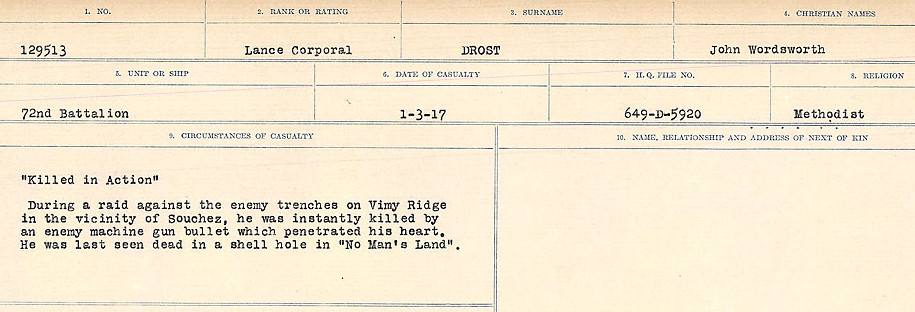 1. NO.
2. RANK OR RATING
3. SURNAME
4. CHRISTIAN NAMES
129513
Lance Corporal
DROST
John Wordsworth
5. UNIT OR SHIP
6. DATE OF CASUALTY
7. H.Q. FILE NO.
8. RELIGION
72nd Battalion
1-3-17
649-D-5920
Methodist
9. CIRCUMSTANCES OF CASUALTY
10. NAME, RELATIONSHIP AND ADDRESS OF NEXT OF KIN
"Killed in Action"
During a raid against the enemy trenches on Vimy Ridge
in the vicinity of Souchez, he was instantly killed by
an enemy machine gun bullet which penetrated his heart.
He was last seen dead in a shell hole in "No Man's Land".